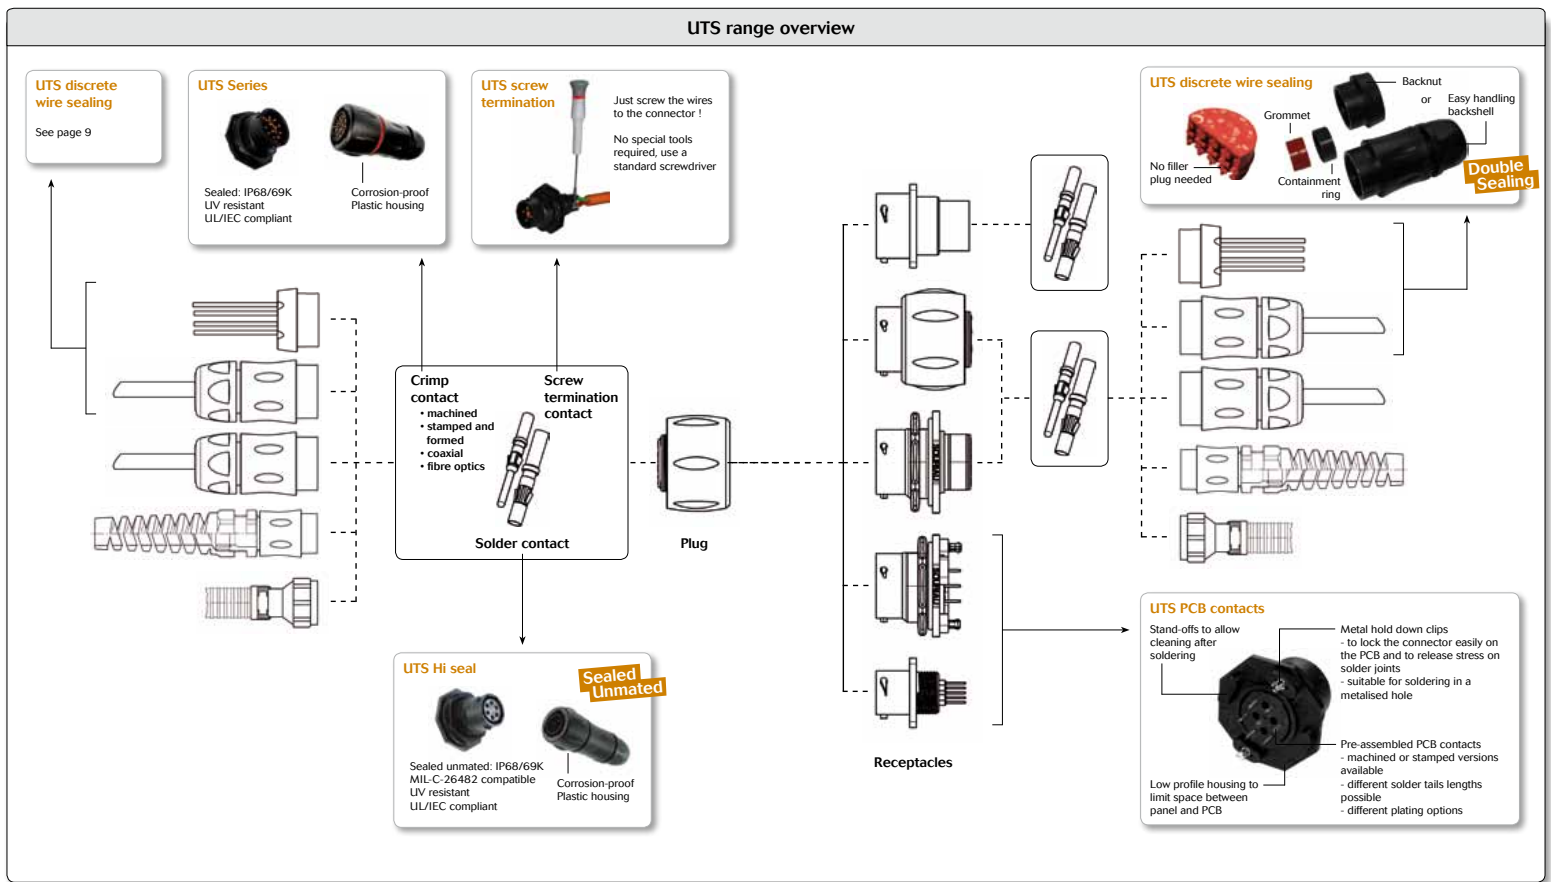 UTS range overview
UTS discrete
wire sealing
See page 9
UTS Series
Sealed: IP68/69K
UV resistant
UL/IEC compliant
Corrosion-proof
Plastic housing
UTS screw
termination
Just screw the wires
to the connector !
No special tools
required, use a
standard screwdriver
UTS discrete wire sealing
Backnut
or
Easy handling
backshell
Grommet
No filler
plug needed
Containment
ring
Double
Sealing
Crimp
contact
• machined
• stamped and
formed
• coaxial
• fibre optics
Screw
termination
contact
Solder contact
Plug
Receptacles
UTS Hi seal
Sealed
Unmated
Sealed unmated: IP68/69K
MIL-C-26482 compatible
UV resistant
UL/IEC compliant
Corrosion-proof
Plastic housing
UTS PCB contacts
Stand-offs to allow
cleaning after
soldering
Metal hold down clips
- to lock the connector easily on
the PCB and to release stress on
solder joints
- suitable for soldering in a
metalised hole
Low profile housing to
limit space between
panel and PCB
Pre-assembled PCB contacts
- machined or stamped versions
available
- different solder tails lengths
possible
- different plating options